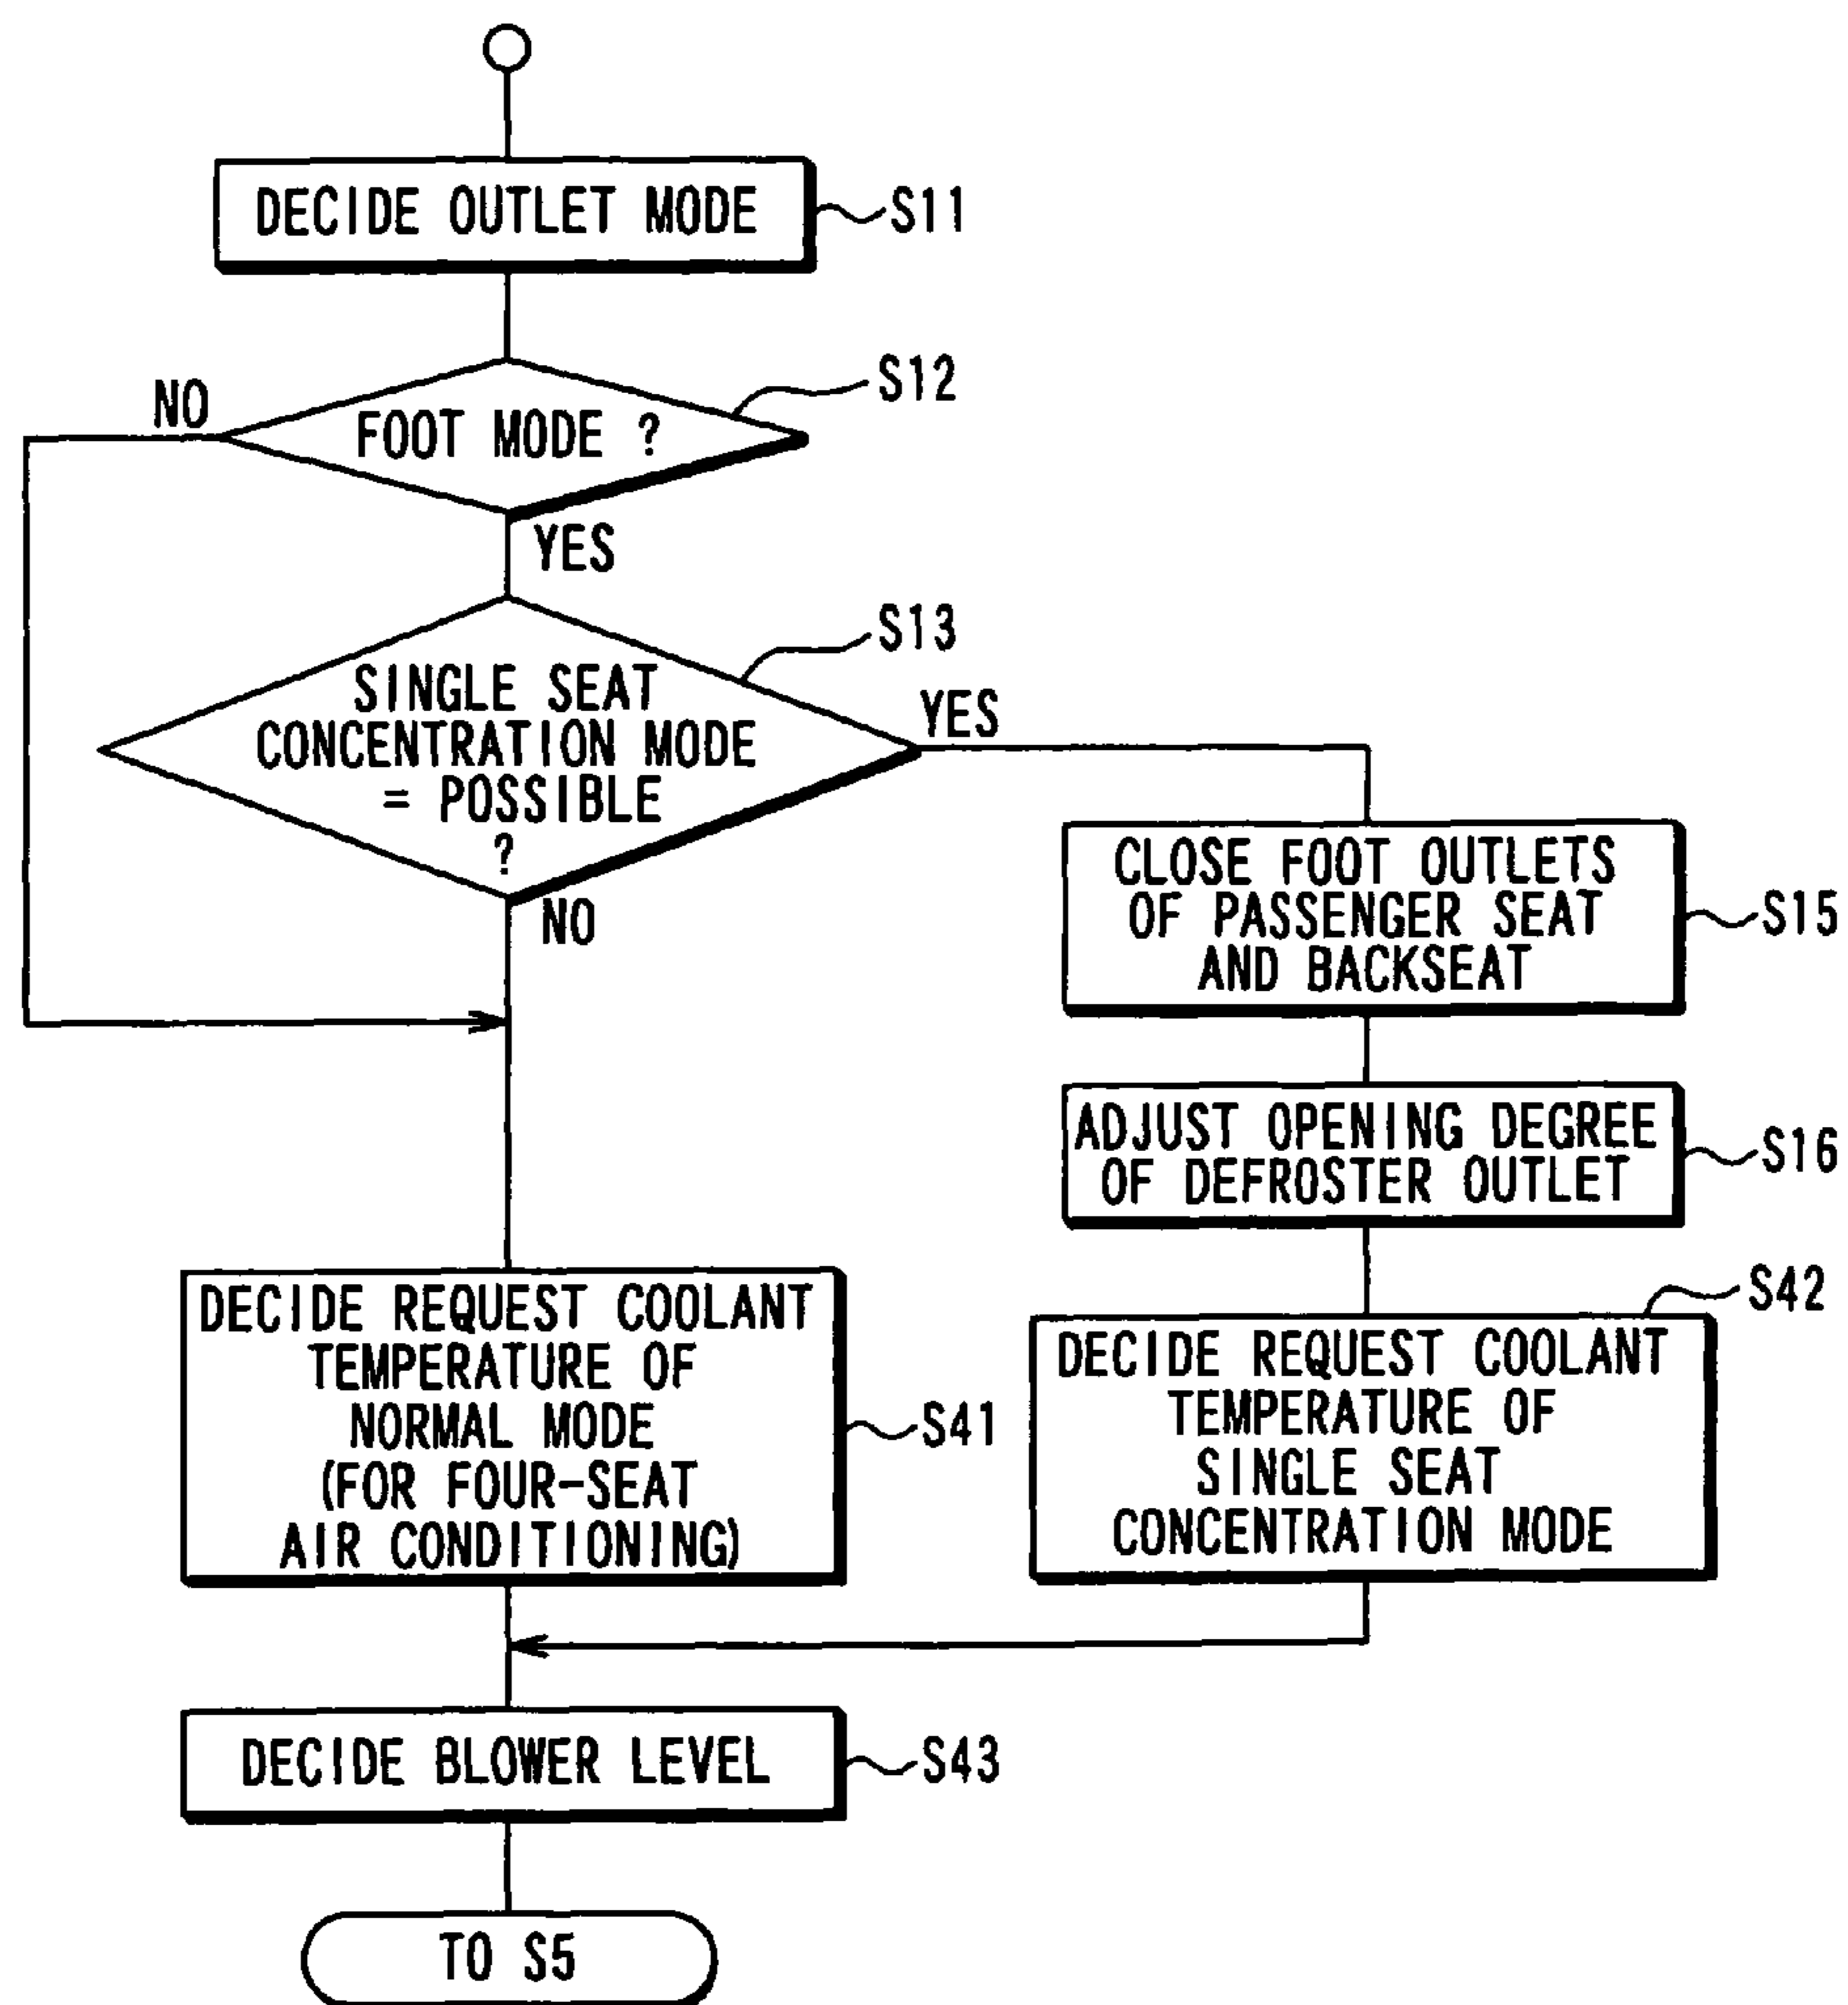 DECIDE OUTLET MODE
S11
S12
NO
FOOT MODE ?
YES
S13
SINGLE SEAT
CONCENTRATION MODE
= POSSIBLE
?
YES
NO
CLOSE FOOT OUTLETS
OF PASSENGER SEAT
AND BACKSEAT
S15
ADJUST OPENING DEGREE
OF DEFROSTER OUTLET
S16
DECIDE REQUEST COOLANT
TEMPERATURE OF
NORMAL MODE
(FOR FOUR-SEAT
AIR CONDITIONING)
S41
S42
DECIDE REQUEST COOLANT
TEMPERATURE OF
SINGLE SEAT
CONCENTRATION MODE
DECIDE BLOWER LEVEL
S43
TO S5